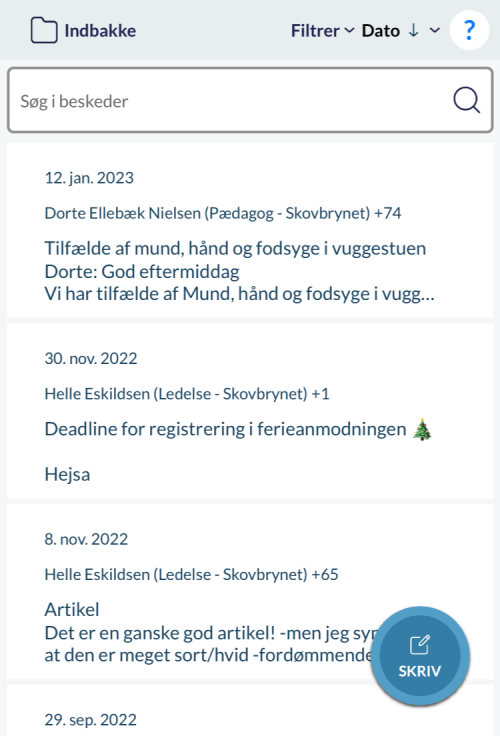 Indbakke
Filtrer Dato ↓
?
Søg i beskeder
12. jan. 2023
Dorte Ellebæk Nielsen (Pædagog - Skovbrynet) +74
Tilfælde af mund, hånd og fodsyge i vuggestuen
Dorte: God eftermiddag
Vi har tilfælde af Mund, hånd og fodsyge i vugg...
30. nov. 2022
Helle Eskildsen (Ledelse - Skovbrynet) +1
Deadline for registrering i ferieanmodningen 🎄
Hejsa
8. nov. 2022
Helle Eskildsen (Ledelse - Skovbrynet) +65
Artikel
Det er en ganske god artikel! -men jeg
at den er meget sort/hvid -fordømmende
SKRIV
29. sep. 2022